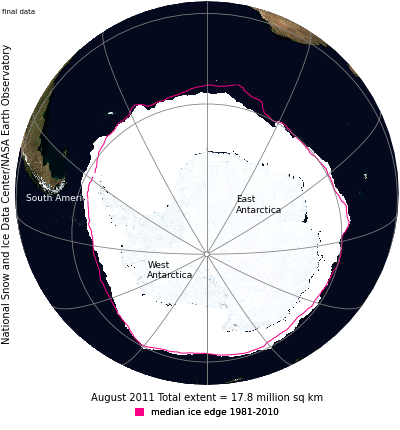 final data
National Snow and Ice Data Center/NASA Earth Observatory
South Ameri
East
Antarctica
West
Antarctica
August 2011 Total extent = 17.8 million sq km
median ice edge 1981-2010